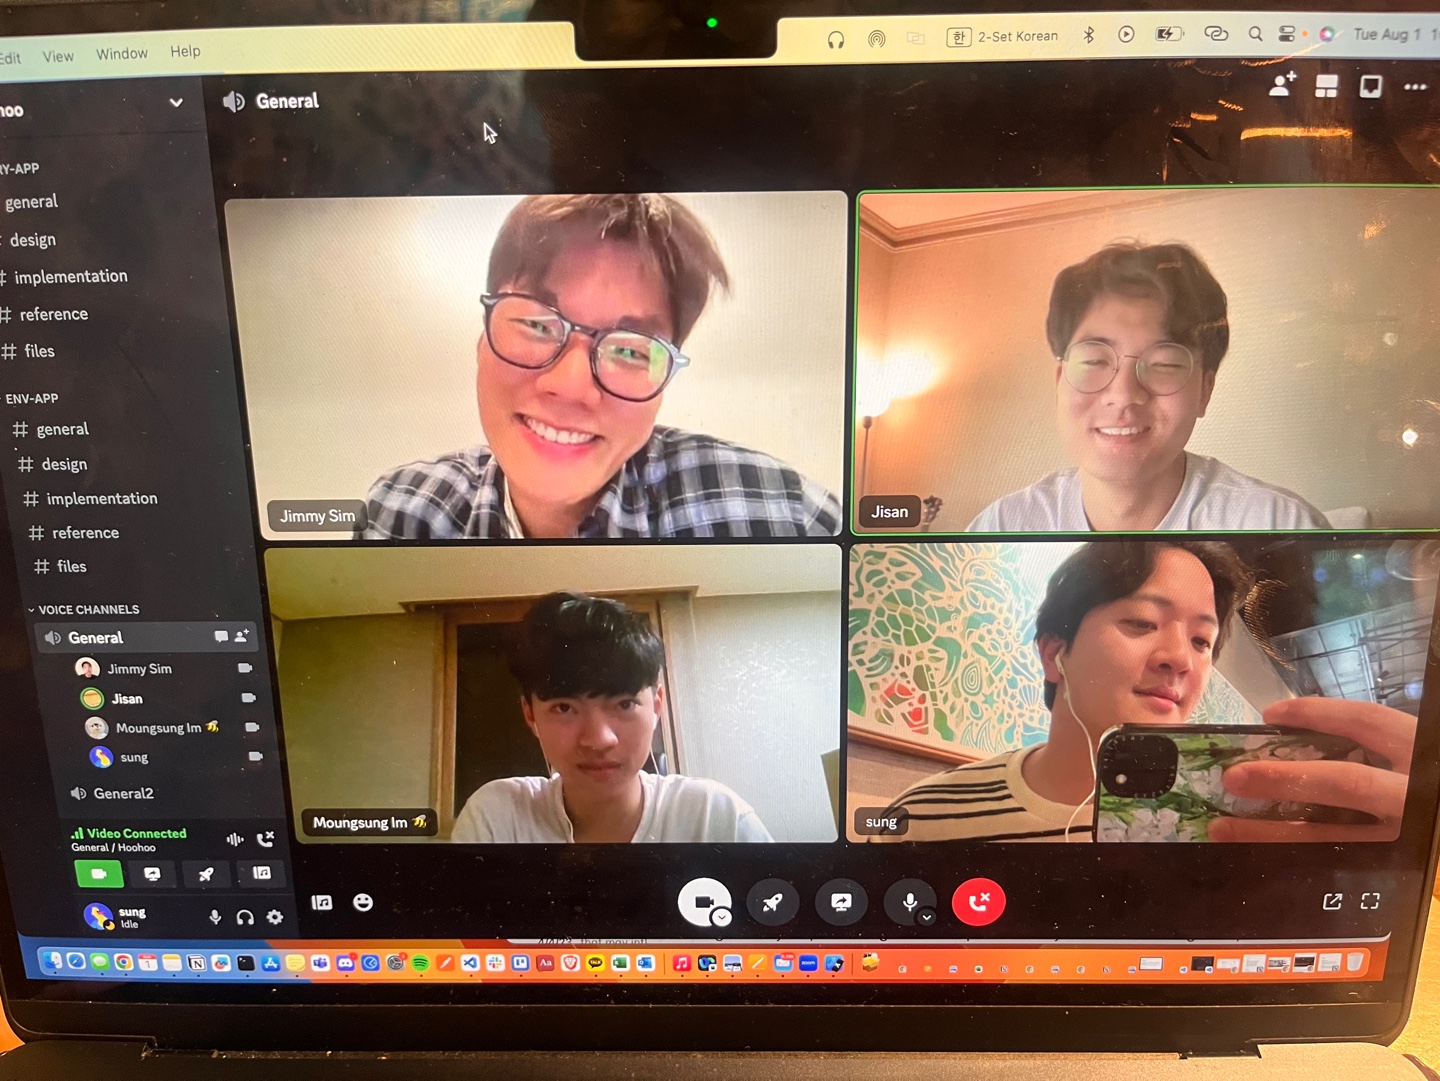 Edit View Window Help
한 2-Set Korean
Tue Aug 1
General
RY-APP
general
design
# implementation
# reference
# files
ENV-APP
# general
# design
# implementation
# reference
# files
VOICE CHANNELS
General
Jimmy Sim
Jisan
Moungsung Im
sung
General2
Video Connected
General / Hoohoo
sung
Idle
Jimmy Sim
Jisan
Moungsung Im
sung
Aa